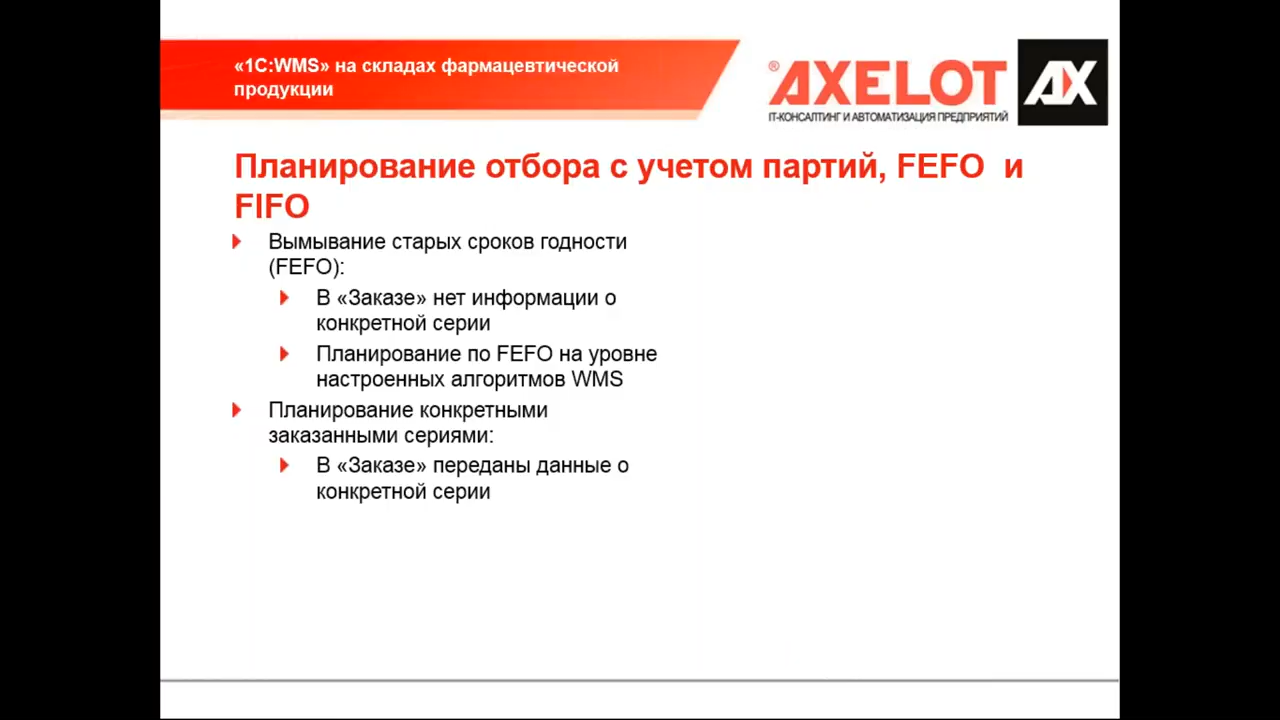 «1С:WMS» на складах фармацевтической
продукции
® AXELOT AX
IT-КОНСАЛТИНГ И АВТОМАТИЗАЦИЯ ПРЕДПРИЯТИЙ
Планирование отбора с учетом партий, FEFO и
FIFO
Вымывание старых сроков годности
(FEFO):
В «Заказе» нет информации о
конкретной серии
Планирование по FEFO на уровне
настроенных алгоритмов WMS
Планирование конкретными
заказанными сериями:
В «Заказе» переданы данные о
конкретной серии